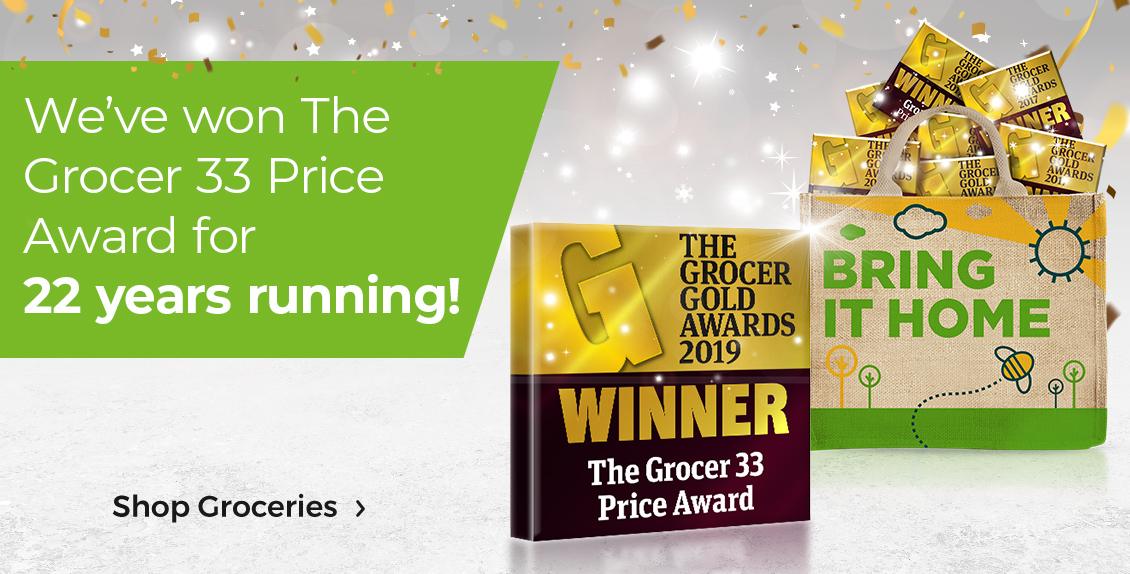 We've won The
Grocer 33 Price
Award for
22 years running!
Shop Groceries ›
G
THE
GROCER
GOLD
AWARDS
2019
WINNER
The Grocer 33
Price Award
BRING
IT HOME
G
THE
GROCER
GOLD
WINNER
THE
GROCER
GOLD
AWARDS
2017
WINNER
THE
GROCER
GOLD
AWARDS
THE
GROCER
GOLD
AWARDS